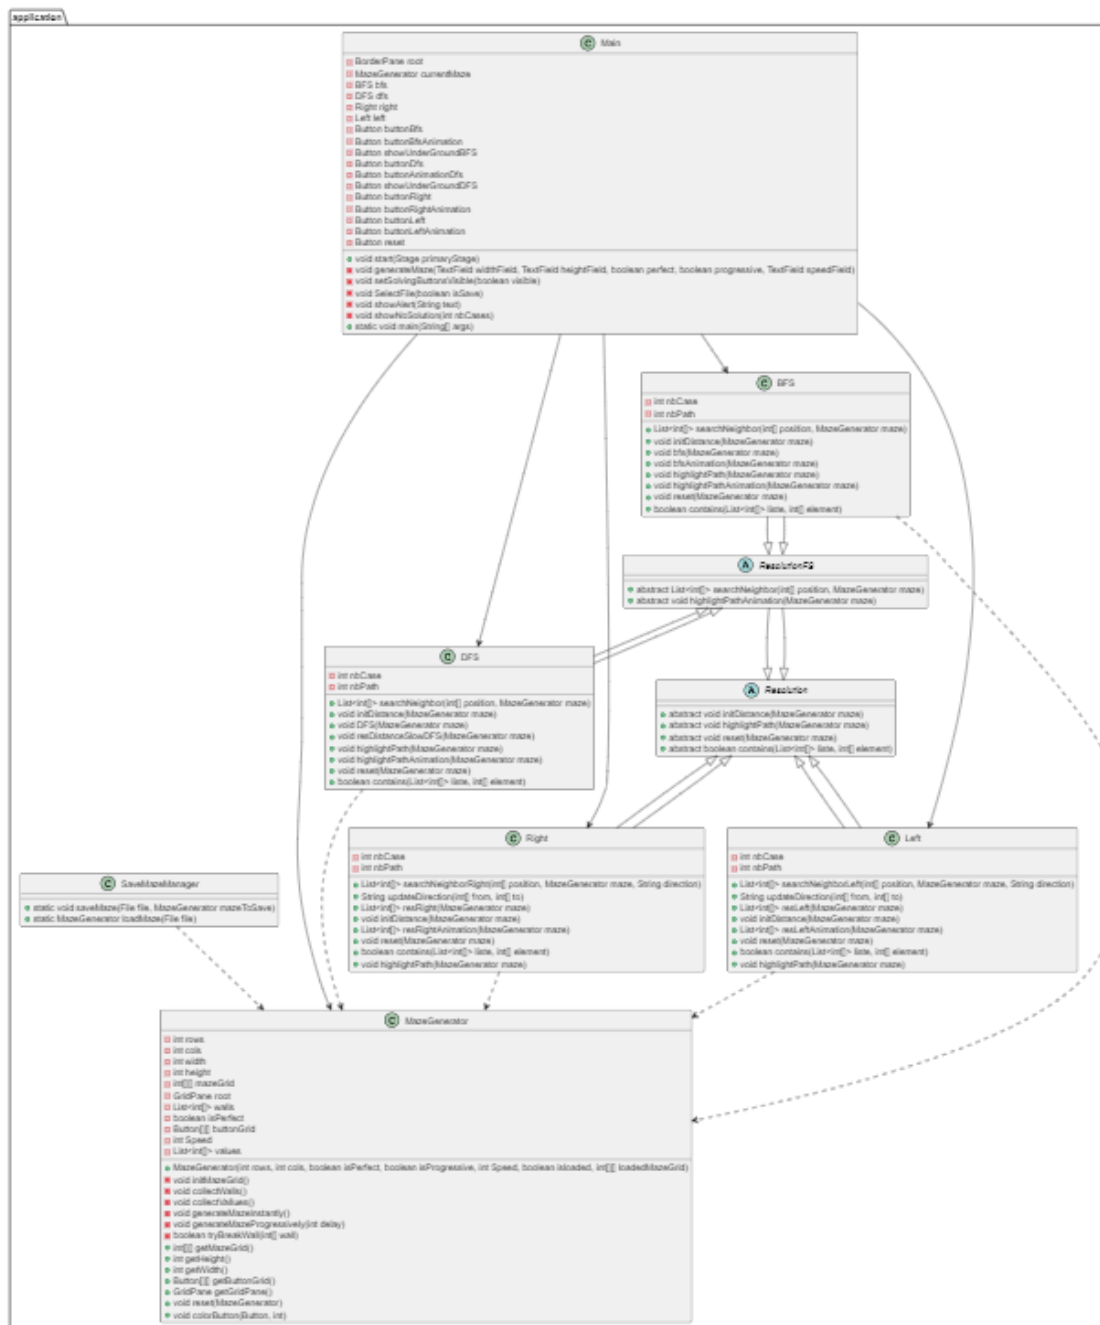 application
C Main
BorderPane root
MazeGenerator currentMaze
BFS bfs
DFS dfs
Right right
Left left
Button buttonBfs
Button buttonBfsAnimation
Button showUnderGroundBFS
Button buttonDfs
Button buttonAnimationDfs
Button showUnderGroundDFS
Button buttonRight
Button buttonRightAnimation
Button buttonLeft
Button buttonLeftAnimation
Button reset
void start(Stage primaryStage)
void generateMaze(TextField widthField, TextField heightField, boolean perfect, boolean progressive, TextField speedField)
void setSolvingButtonsVisible(boolean visible)
void SelectFile(boolean isSave)
void showAlert(String text)
void showNoSolution(int nbCases)
static void main(String[] args)
C BFS
int nbCase
int nbPath
List<int[]> searchNeighbor(int[] position, MazeGenerator maze)
void initDistance(MazeGenerator maze)
void bfs(MazeGenerator maze)
void bfsAnimation(MazeGenerator maze)
void highlightPath(MazeGenerator maze)
void highlightPathAnimation(MazeGenerator maze)
void reset(MazeGenerator maze)
boolean contains(List<int[]> liste, int[] element)
A ResolutionFS
abstract List<int[]> searchNeighbor(int[] position, MazeGenerator maze)
abstract void highlightPathAnimation(MazeGenerator maze)
C DFS
int nbCase
int nbPath
List<int[]> searchNeighbor(int[] position, MazeGenerator maze)
void initDistance(MazeGenerator maze)
void DFS(MazeGenerator maze)
void resDistanceSlowDFS(MazeGenerator maze)
void highlightPath(MazeGenerator maze)
void highlightPathAnimation(MazeGenerator maze)
void reset(MazeGenerator maze)
boolean contains(List<int[]> liste, int[] element)
A Resolution
abstract void initDistance(MazeGenerator maze)
abstract void highlightPath(MazeGenerator maze)
abstract void reset(MazeGenerator maze)
abstract boolean contains(List<int[]> liste, int[] element)
C Right
int nbCase
int nbPath
List<int[]> searchNeighborRight(int[] position, MazeGenerator maze, String direction)
String updateDirection(int[] from, int[] to)
List<int[]> resRight(MazeGenerator maze)
void initDistance(MazeGenerator maze)
List<int[]> resRightAnimation(MazeGenerator maze)
void reset(MazeGenerator maze)
boolean contains(List<int[]> liste, int[] element)
void highlightPath(MazeGenerator maze)
C Left
int nbCase
int nbPath
List<int[]> searchNeighborLeft(int[] position, MazeGenerator maze, String direction)
String updateDirection(int[] from, int[] to)
List<int[]> resLeft(MazeGenerator maze)
void initDistance(MazeGenerator maze)
List<int[]> resLeftAnimation(MazeGenerator maze)
void reset(MazeGenerator maze)
boolean contains(List<int[]> liste, int[] element)
void highlightPath(MazeGenerator maze)
C SaveMazeManager
static void saveMaze(File file, MazeGenerator mazeToSave)
static MazeGenerator loadMaze(File file)
C MazeGenerator
int rows
int cols
int width
int height
int[][] mazeGrid
GridPane root
List<int[]> walls
boolean isPerfect
Button[][] buttonGrid
int Speed
List<int[]> values
MazeGenerator(int rows, int cols, boolean isPerfect, boolean isProgressive, int Speed, boolean isloaded, int[][] loadedMazeGrid)
void initMazeGrid()
void collectWalls()
void collectValues()
void generateMazeInstantly()
void generateMazeProgressively(int delay)
boolean tryBreakWall(int[] wall)
int[][] getMazeGrid()
int getHeight()
int getWidth()
Button[][] getButtonGrid()
GridPane getGridPane()
void reset(MazeGenerator)
void colorButton(Button, int)